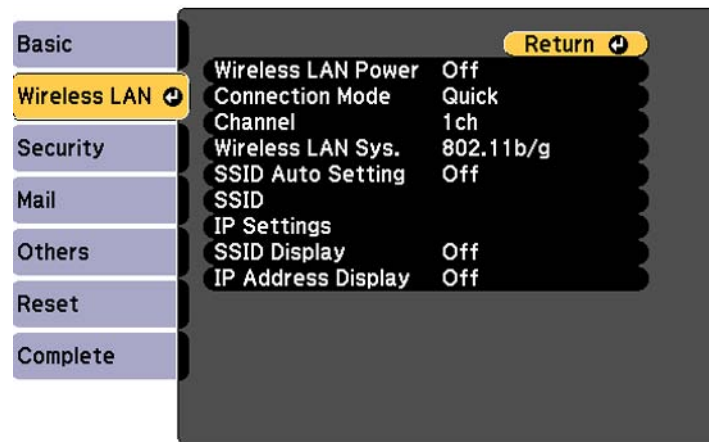 Basic
Wireless LAN
Security
Mail
Others
Reset
Complete
Return
Wireless LAN Power Off
Connection Mode Quick
Channel 1ch
Wireless LAN Sys. 802.11b/g
SSID Auto Setting Off
SSID
IP Settings
SSID Display Off
IP Address Display Off